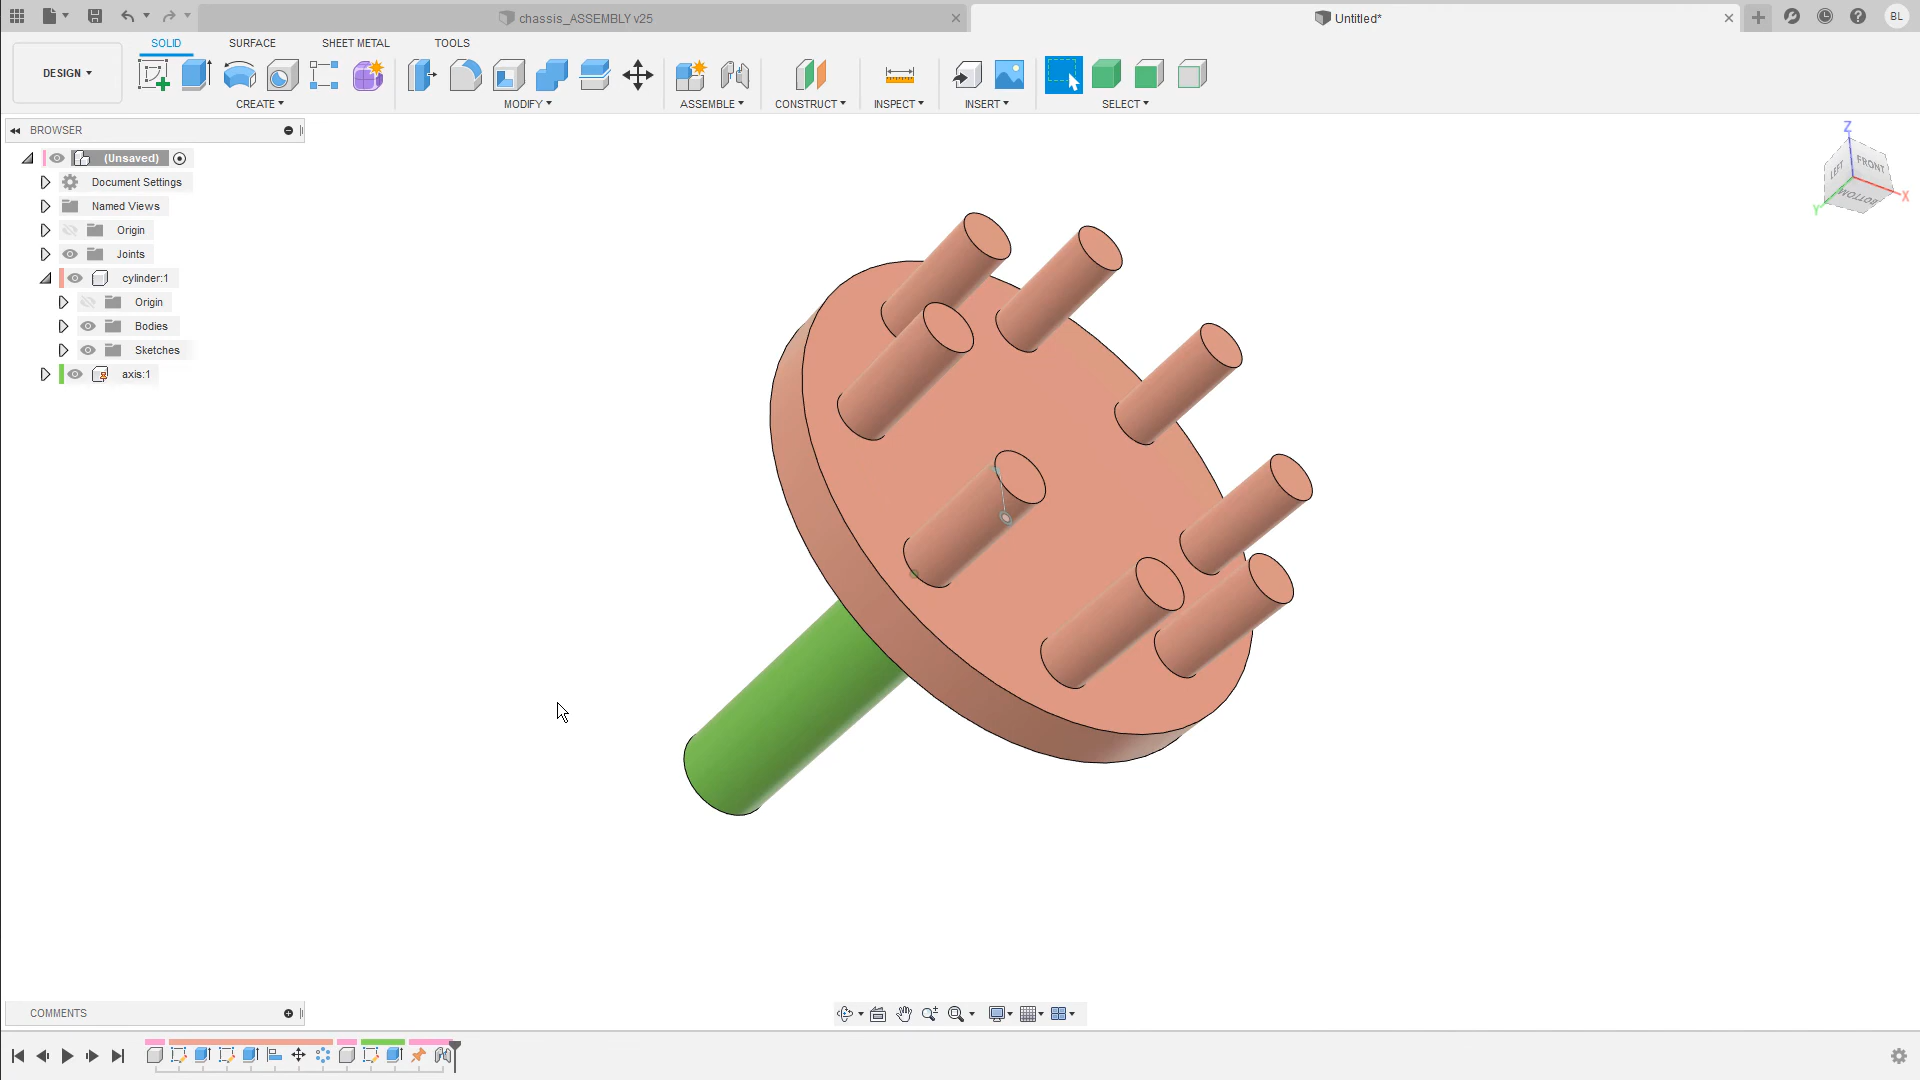 chassis_ASSEMBLY v25
Untitled*
BL
DESIGN
SOLID
SURFACE
SHEET METAL
TOOLS
CREATE
MODIFY
ASSEMBLE
CONSTRUCT
INSPECT
INSERT
SELECT
BROWSER
(Unsaved)
Document Settings
Named Views
Origin
Joints
cylinder:1
Origin
Bodies
Sketches
axis:1
Z
LEFT
FRONT
BOTTOM
X
Y
COMMENTS